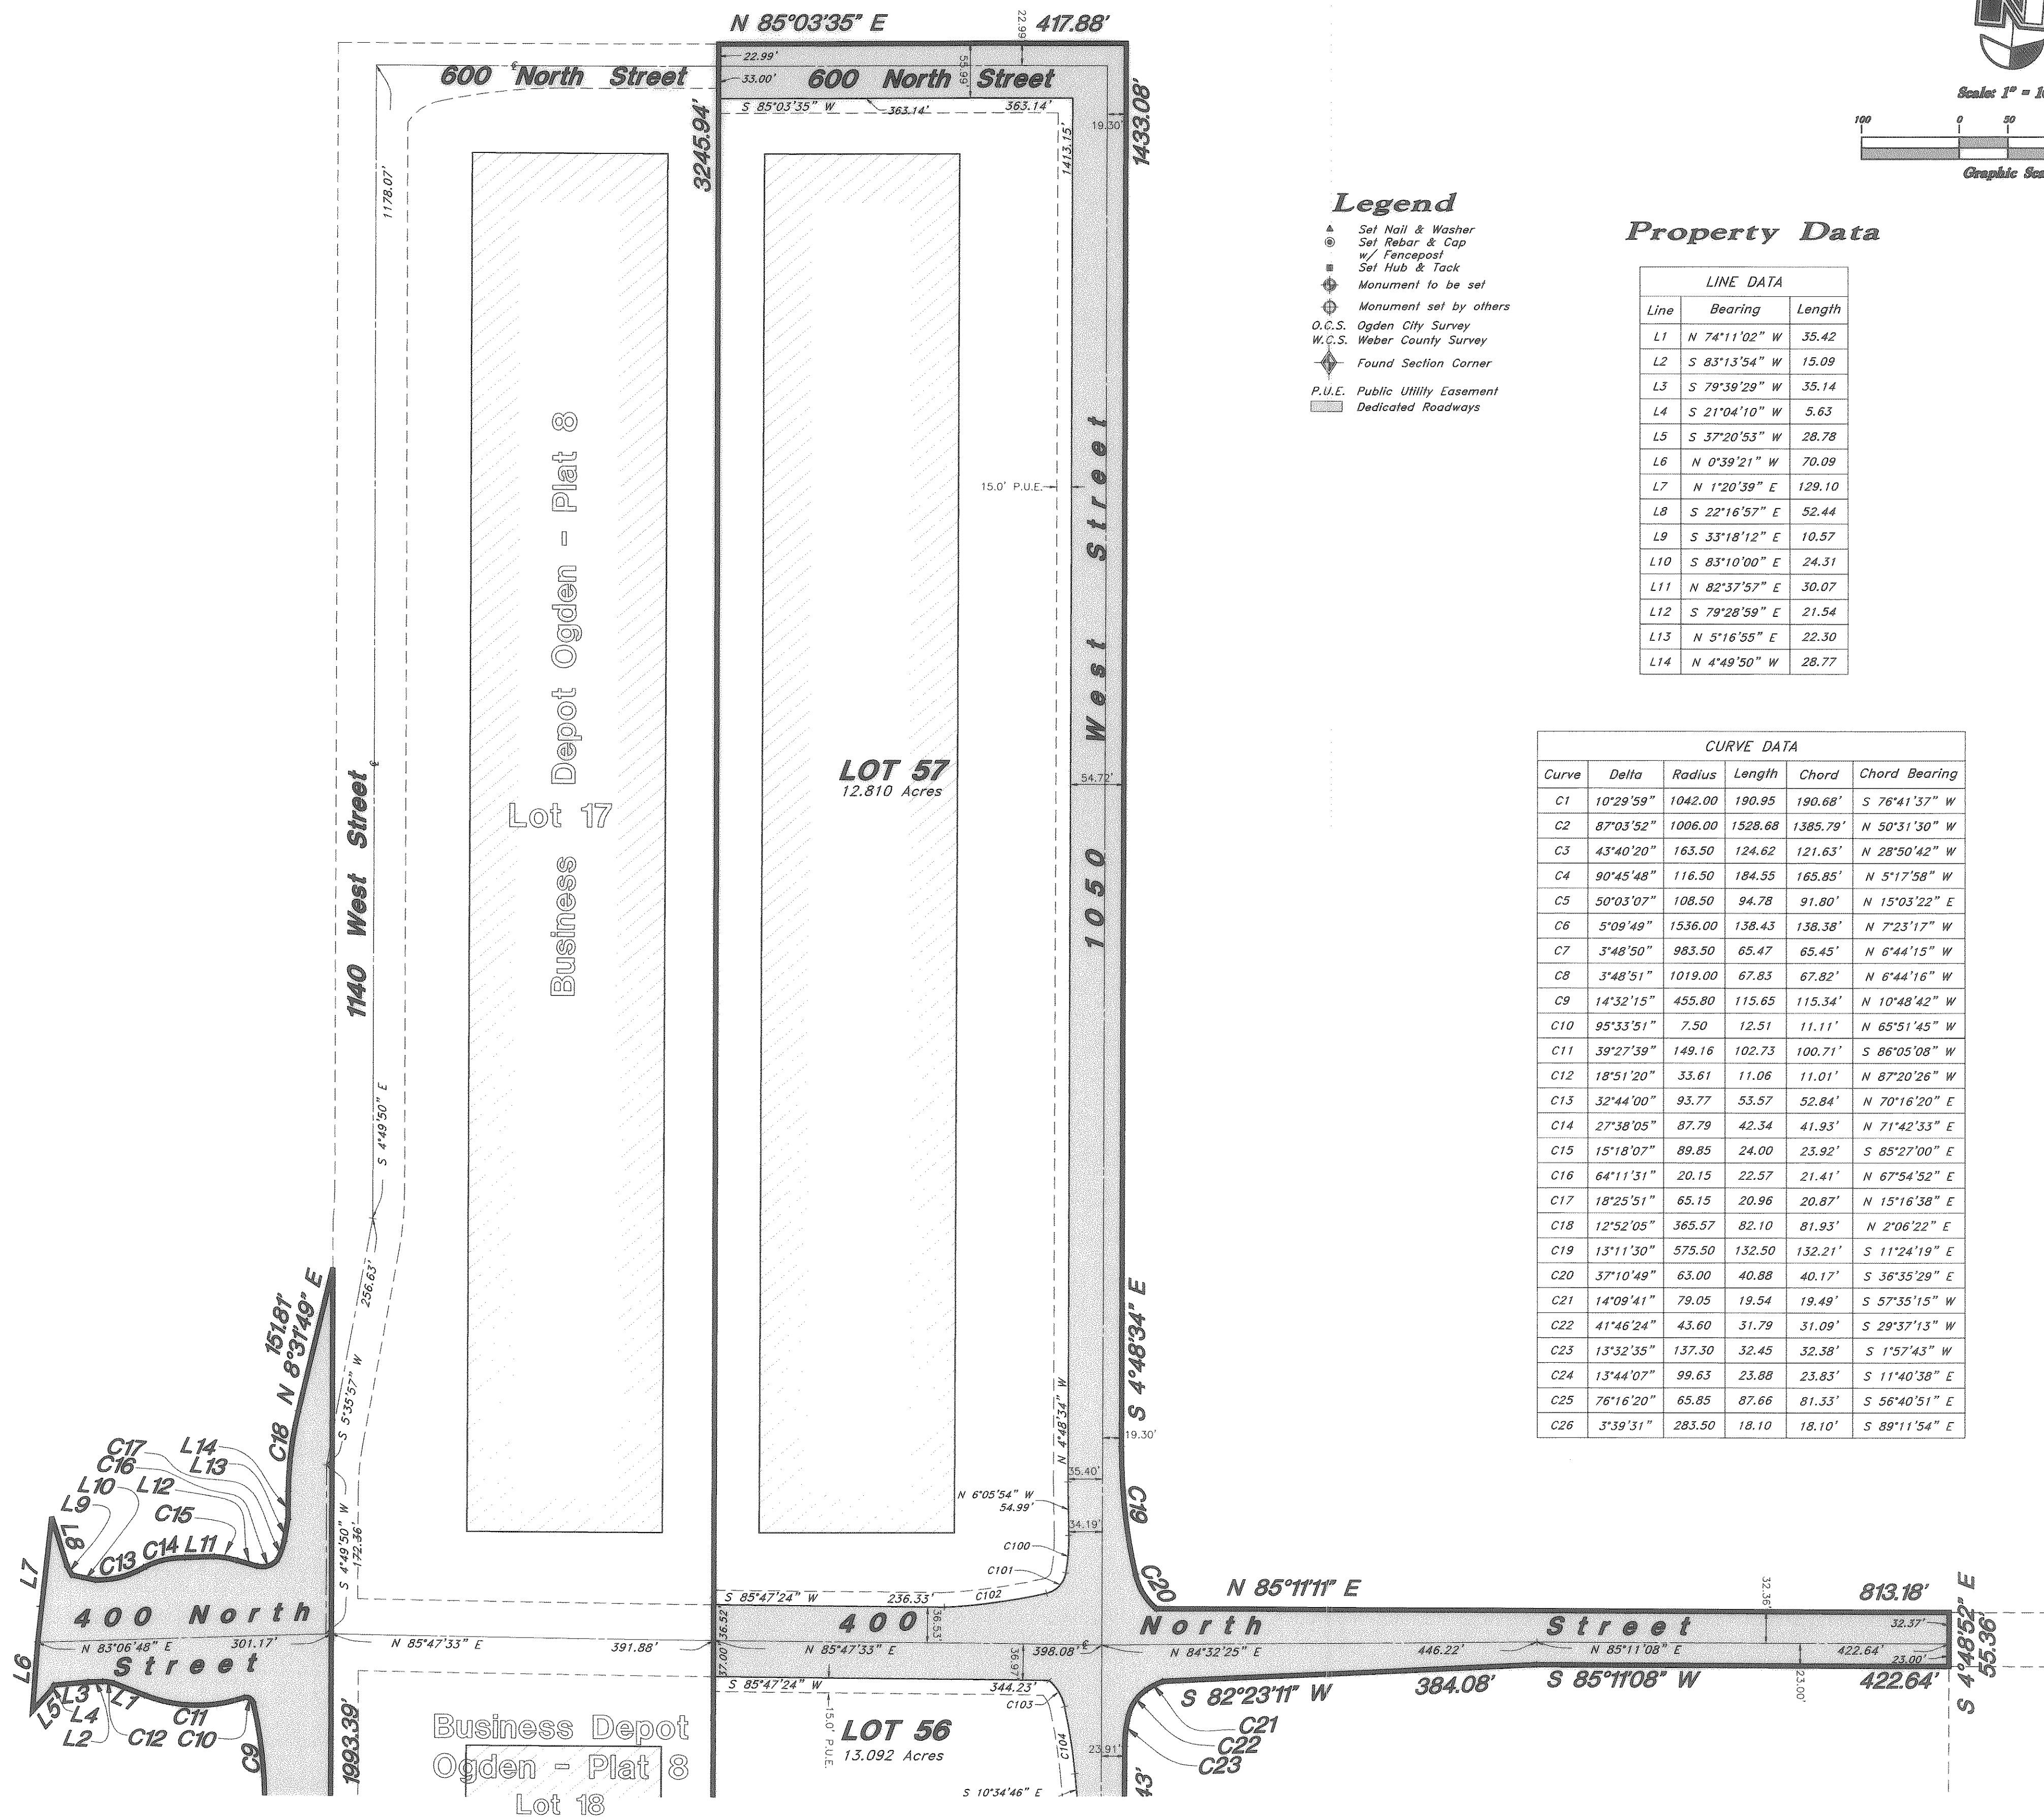 N 85°03'35" E
22.99'
417.88'
22.99'
33.00'
55.99'
600 North Street
600 North Street
S 85°03'35" W
363.14'
363.14'
3245.94'
1433.08'
19.30'
1413.15'
1178.07'
Scale: 1" = 10
100 0 50
Graphic Sca
Legend
Set Nail & Washer
Set Rebar & Cap
w/ Fencepost
Set Hub & Tack
Monument to be set
Monument set by others
O.C.S. Ogden City Survey
W.C.S. Weber County Survey
Found Section Corner
P.U.E. Public Utility Easement
Dedicated Roadways
Property Data
LINE DATA
Line Bearing Length
L1 N 74°11'02" W 35.42
L2 S 83°13'54" W 15.09
L3 S 79°39'29" W 35.14
L4 S 21°04'10" W 5.63
L5 S 37°20'53" W 28.78
L6 N 0°39'21" W 70.09
L7 N 1°20'39" E 129.10
L8 S 22°16'57" E 52.44
L9 S 33°18'12" E 10.57
L10 S 83°10'00" E 24.31
L11 N 82°37'57" E 30.07
L12 S 79°28'59" E 21.54
L13 N 5°16'55" E 22.30
L14 N 4°49'50" W 28.77
CURVE DATA
Curve Delta Radius Length Chord Chord Bearing
C1 10°29'59" 1042.00 190.95 190.68' S 76°41'37" W
C2 87°03'52" 1006.00 1528.68 1385.79' N 50°31'30" W
C3 43°40'20" 163.50 124.62 121.63' N 28°50'42" W
C4 90°45'48" 116.50 184.55 165.85' N 5°17'58" W
C5 50°03'07" 108.50 94.78 91.80' N 15°03'22" E
C6 5°09'49" 1536.00 138.43 138.38' N 7°23'17" W
C7 3°48'50" 983.50 65.47 65.45' N 6°44'15" W
C8 3°48'51" 1019.00 67.83 67.82' N 6°44'16" W
C9 14°32'15" 455.80 115.65 115.34' N 10°48'42" W
C10 95°33'51" 7.50 12.51 11.11' N 65°51'45" W
C11 39°27'39" 149.16 102.73 100.71' S 86°05'08" W
C12 18°51'20" 33.61 11.06 11.01' N 87°20'26" W
C13 32°44'00" 93.77 53.57 52.84' N 70°16'20" E
C14 27°38'05" 87.79 42.34 41.93' N 71°42'33" E
C15 15°18'07" 89.85 24.00 23.92' S 85°27'00" E
C16 64°11'31" 20.15 22.57 21.41' N 67°54'52" E
C17 18°25'51" 65.15 20.96 20.87' N 15°16'38" E
C18 12°52'05" 365.57 82.10 81.93' N 2°06'22" E
C19 13°11'30" 575.50 132.50 132.21' S 11°24'19" E
C20 37°10'49" 63.00 40.88 40.17' S 36°35'29" E
C21 14°09'41" 79.05 19.54 19.49' S 57°35'15" W
C22 41°46'24" 43.60 31.79 31.09' S 29°37'13" W
C23 13°32'35" 137.30 32.45 32.38' S 1°57'43" W
C24 13°44'07" 99.63 23.88 23.83' S 11°40'38" E
C25 76°16'20" 65.85 87.66 81.33' S 56°40'51" E
C26 3°39'31" 283.50 18.10 18.10' S 89°11'54" E
15.0' P.U.E.
1050 West Street
54.72'
LOT 57
12.810 Acres
Business Depot Ogden - Plat 8
Lot 17
1140 West Street
S 4°49'50" E
256.63'
S 5°35'57" W
151.81'
N 8°31'49" E
S 4°49'50" W
172.36'
C18
C17
C16
L14
L13
L10
L12
L9
C15
L8
C13
C14
L11
L7
400 North
N 83°06'48" E
301.17'
Street
L6
L5
L3
L4
L2
L1
C12
C11
C10
C9
1993.39'
N 85°47'33" E
391.88'
S 4°48'34" E
N 4°48'34" W
19.30'
35.40'
N 6°05'54" W
54.99'
34.19'
C19
C100
C101
C102
C20
S 85°47'24" W
236.33'
36.52'
36.53'
400 North Street
N 85°11'11" E
813.18'
32.36'
32.37'
N 85°47'33" E
398.08'
N 84°32'25" E
446.22'
N 85°11'08" E
422.64'
23.00'
37.00'
36.97'
S 85°47'24" W
344.23'
S 82°23'11" W
384.08'
S 85°11'08" W
23.00'
422.64'
S 4°48'52" E
55.36'
C103
C104
C21
C22
C23
23.91'
15.0' P.U.E.
LOT 56
13.092 Acres
S 10°34'46" E
43'
Business Depot
Ogden - Plat 8
Lot 18